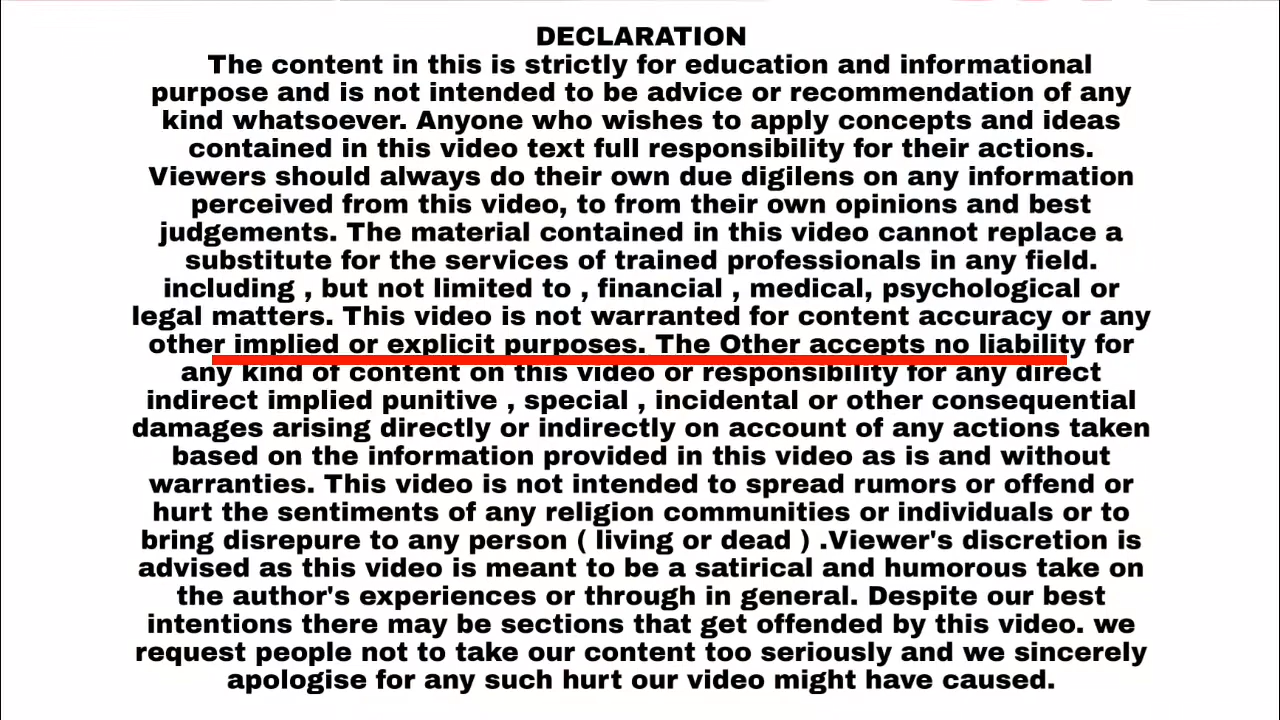 DECLARATION
The content in this is strictly for education and informational
purpose and is not intended to be advice or recommendation of any
kind whatsoever. Anyone who wishes to apply concepts and ideas
contained in this video text full responsibility for their actions.
Viewers should always do their own due digilens on any information
perceived from this video, to from their own opinions and best
judgements. The material contained in this video cannot replace a
substitute for the services of trained professionals in any field.
including , but not limited to , financial , medical, psychological or
legal matters. This video is not warranted for content accuracy or any
other implied or explicit purposes. The Other accepts no liability for
any kind of content on this video or responsibility for any direct
indirect implied punitive , special , incidental or other consequential
damages arising directly or indirectly on account of any actions taken
based on the information provided in this video as is and without
warranties. This video is not intended to spread rumors or offend or
hurt the sentiments of any religion communities or individuals or to
bring disrepure to any person ( living or dead ) .Viewer's discretion is
advised as this video is meant to be a satirical and humorous take on
the author's experiences or through in general. Despite our best
intentions there may be sections that get offended by this video. we
request people not to take our content too seriously and we sincerely
apologise for any such hurt our video might have caused.